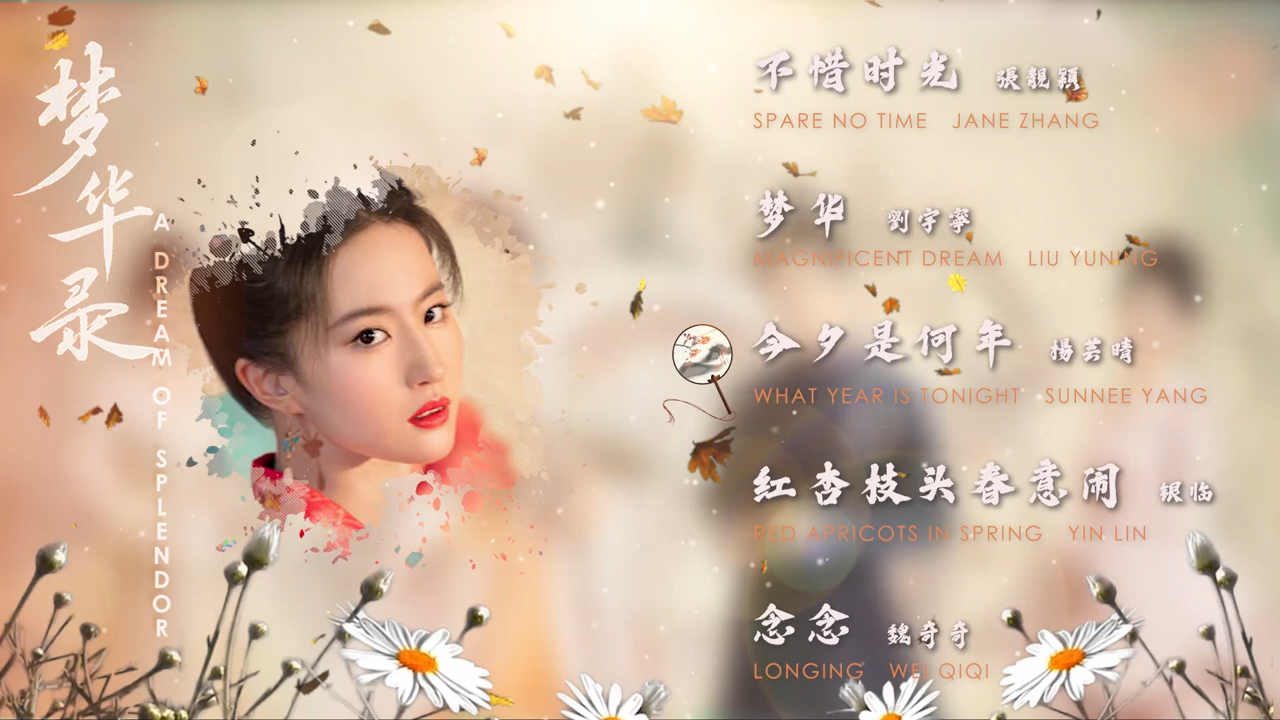 梦华录
A DREAM OF SPLENDOR
不惜时光 張靚穎
SPARE NO TIME JANE ZHANG
梦华 劉宇寧
MAGNIFICENT DREAM LIU YUNING
今夕是何年 楊芸晴
WHAT YEAR IS TONIGHT SUNNEE YANG
红杏枝头春意闹 银临
RED APRICOTS IN SPRING YIN LIN
念念 魏奇奇
LONGING WEI QIQI